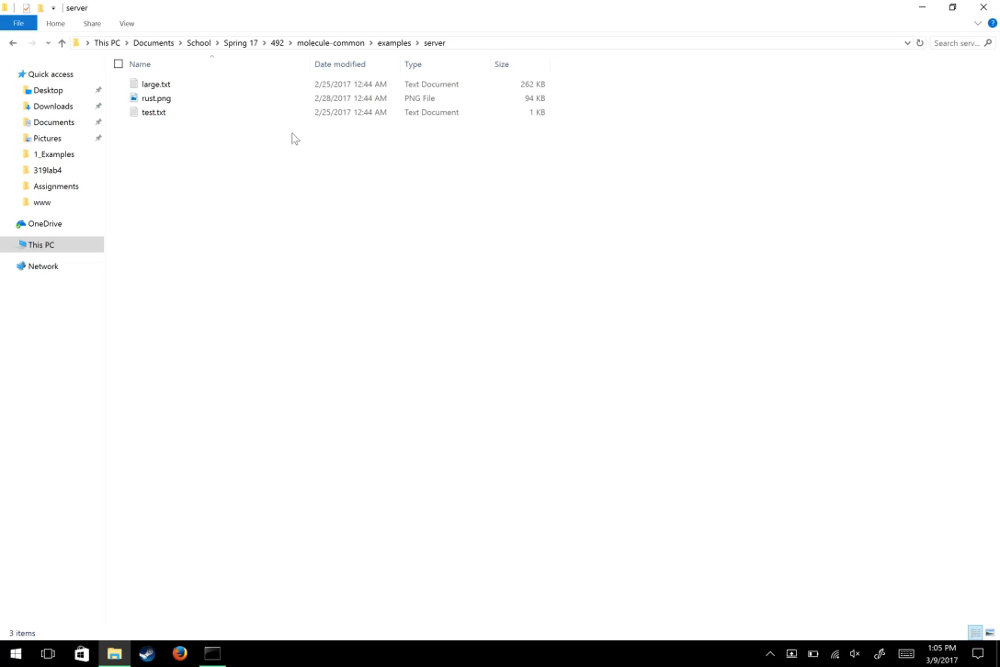 server
File Home Share View
This PC Documents School Spring 17 492 molecule-common examples server
Search serv...
Name Date modified Type Size
large.txt 2/25/2017 12:44 AM Text Document 262 KB
rust.png 2/28/2017 12:44 AM PNG File 94 KB
test.txt 2/25/2017 12:44 AM Text Document 1 KB
Quick access
Desktop
Downloads
Documents
Pictures
1_Examples
319lab4
Assignments
www
OneDrive
This PC
Network
3 items
1:05 PM
3/9/2017